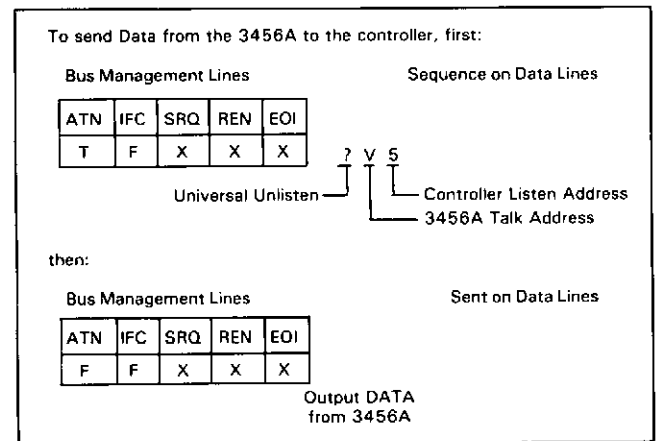 To send Data from the 3456A to the controller, first:
Bus Management Lines
Sequence on Data Lines
ATN IFC SRQ REN EOI
T F X X X
? V 5
Universal Unlisten
Controller Listen Address
3456A Talk Address
then:
Bus Management Lines
Sent on Data Lines
ATN IFC SRQ REN EOI
F F X X X
Output DATA
from 3456A